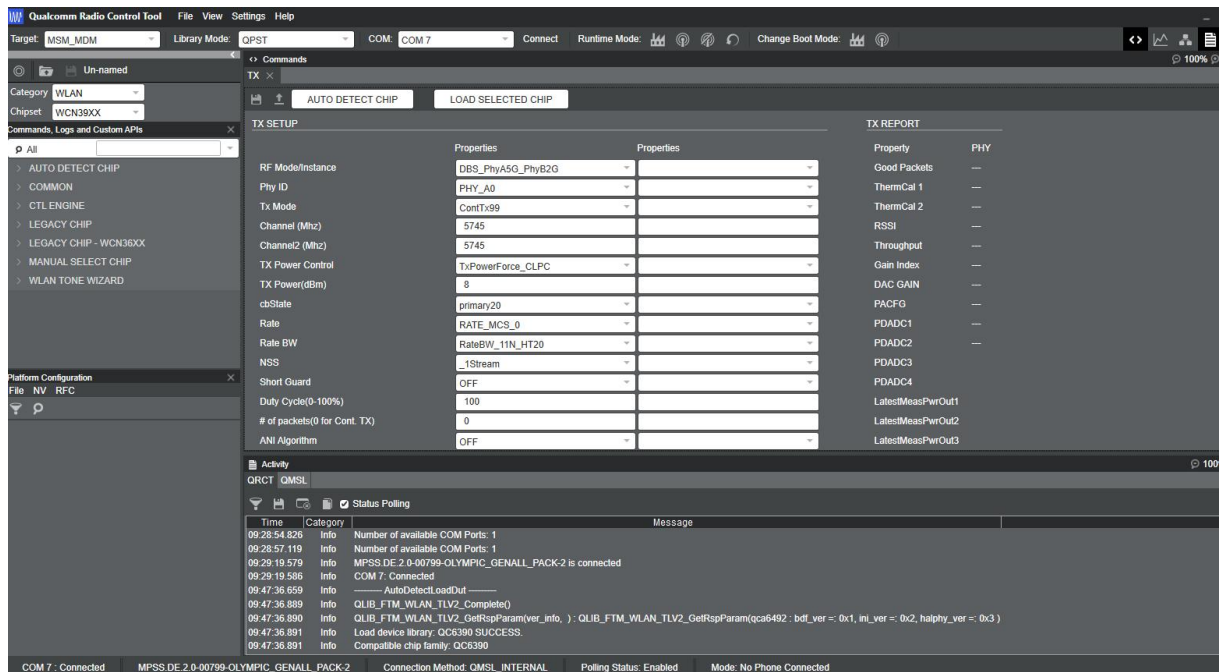 Qualcomm Radio Control Tool File View Settings Help
Target: MSM_MDM Library Mode: QPST COM: COM 7 Connect Runtime Mode: Change Boot Mode:
Un-named
Category WLAN
Chipset WCN39XX
Commands, Logs and Custom APIs
All
AUTO DETECT CHIP
COMMON
CTL ENGINE
LEGACY CHIP
LEGACY CHIP - WCN36XX
MANUAL SELECT CHIP
WLAN TONE WIZARD
Platform Configuration
File NV RFC
Commands
100%
TX
AUTO DETECT CHIP LOAD SELECTED CHIP
TX SETUP
Properties Properties
RF Mode/Instance DBS_PhyA5G_PhyB2G
Phy ID PHY_A0
Tx Mode ContTx99
Channel (Mhz) 5745
Channel2 (Mhz) 5745
TX Power Control TxPowerForce_CLPC
TX Power(dBm) 8
cbState primary20
Rate RATE_MCS_0
Rate BW RateBW_11N_HT20
NSS _1Stream
Short Guard OFF
Duty Cycle(0-100%) 100
# of packets(0 for Cont. TX) 0
ANI Algorithm OFF
TX REPORT
Property PHY
Good Packets —
ThermCal 1 —
ThermCal 2 —
RSSI —
Throughput —
Gain Index —
DAC GAIN —
PACFG —
PDADC1 —
PDADC2 —
PDADC3
PDADC4
LatestMeasPwrOut1
LatestMeasPwrOut2
LatestMeasPwrOut3
Activity
100%
QRCT QMSL
Status Polling
Time Category Message
09:28:54.826 Info Number of available COM Ports: 1
09:28:57.119 Info Number of available COM Ports: 1
09:29:19.579 Info MPSS.DE.2.0-00799-OLYMPIC_GENALL_PACK-2 is connected
09:29:19.586 Info COM 7: Connected
09:47:36.659 Info ——— AutoDetectLoadDut ———
09:47:36.889 Info QLIB_FTM_WLAN_TLV2_Complete()
09:47:36.890 Info QLIB_FTM_WLAN_TLV2_GetRspParam(ver_info, ) : QLIB_FTM_WLAN_TLV2_GetRspParam(qca6492 : bdf_ver =: 0x1, ini_ver =: 0x2, halphy_ver =: 0x3 )
09:47:36.891 Info Load device library: QC6390 SUCCESS.
09:47:36.891 Info Compatible chip family: QC6390
COM 7 : Connected MPSS.DE.2.0-00799-OLYMPIC_GENALL_PACK-2 Connection Method: QMSL_INTERNAL Polling Status: Enabled Mode: No Phone Connected